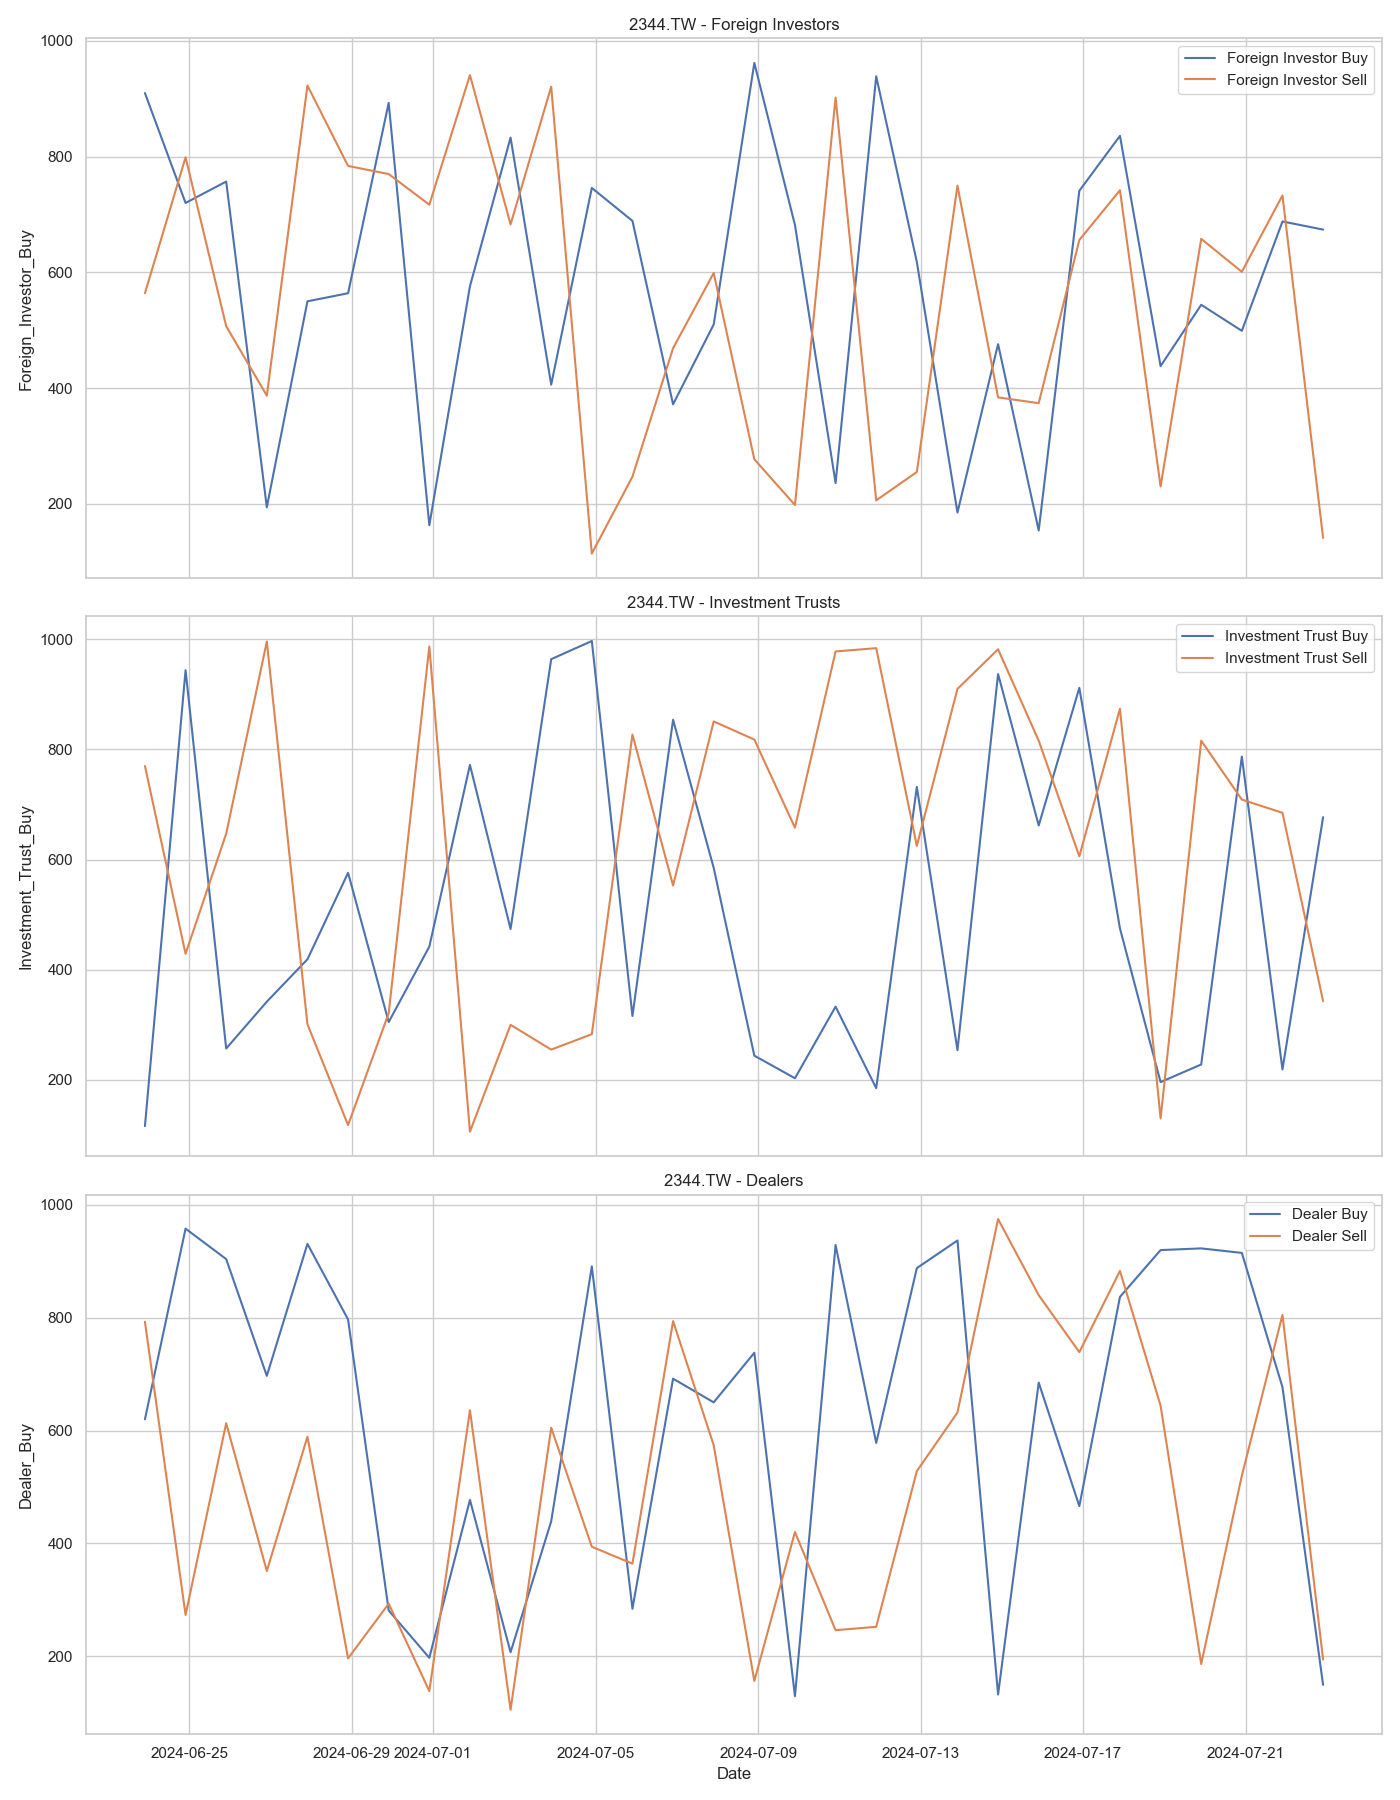 2344.TW - Foreign Investors
Foreign_Investor_Buy
1000
800
600
400
200
Foreign Investor Buy
Foreign Investor Sell
2344.TW - Investment Trusts
Investment_Trust_Buy
1000
800
600
400
200
Investment Trust Buy
Investment Trust Sell
2344.TW - Dealers
Dealer_Buy
1000
800
600
400
200
Dealer Buy
Dealer Sell
2024-06-25 2024-06-29 2024-07-01 2024-07-05 2024-07-09 2024-07-13 2024-07-17 2024-07-21
Date